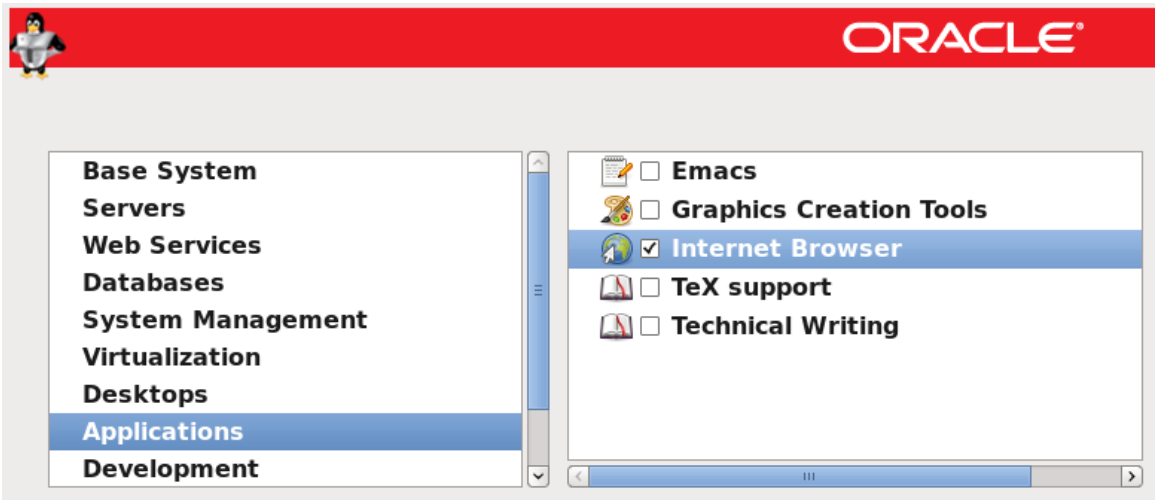 ORACLE®
Base System
Servers
Web Services
Databases
System Management
Virtualization
Desktops
Applications
Development
Emacs
Graphics Creation Tools
Internet Browser
TeX support
Technical Writing